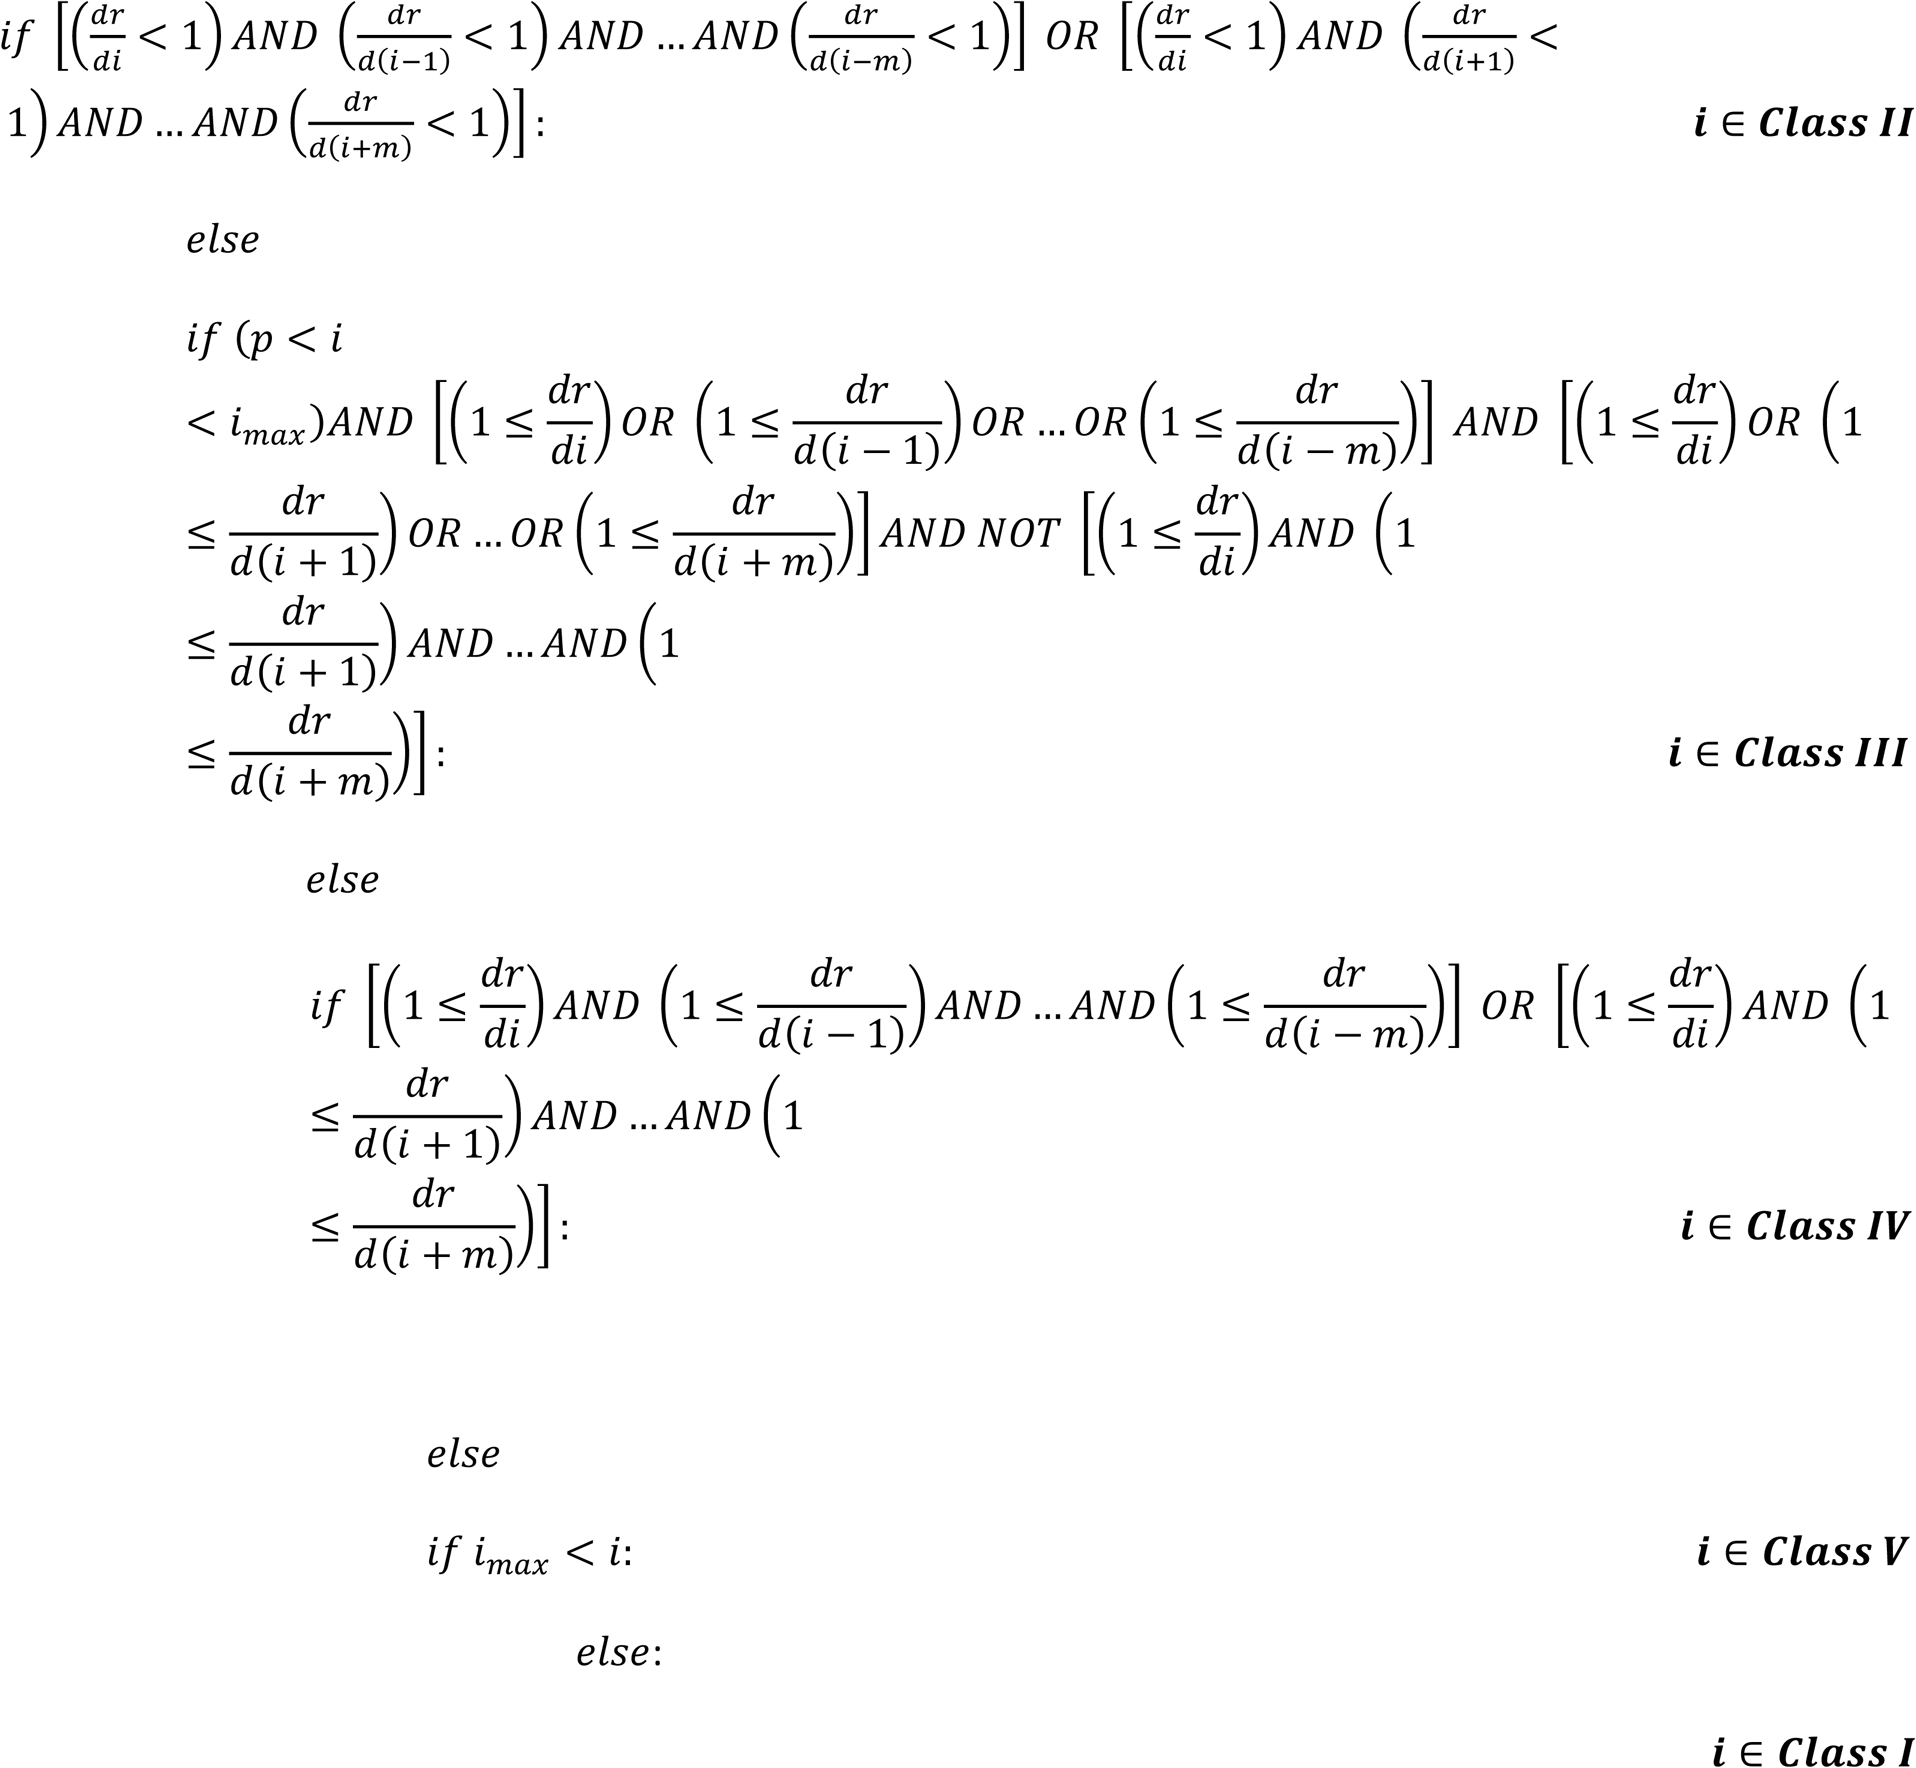 if [(dr/di < 1) AND (dr/d(i−1) < 1) AND … AND (dr/d(i−m) < 1)] OR [(dr/di < 1) AND (dr/d(i+1) <
1) AND … AND (dr/d(i+m) < 1)]: i ∈ Class II
else
if (p < i
< i_max) AND [(1 ≤ dr/di) OR (1 ≤ dr/d(i − 1)) OR … OR (1 ≤ dr/d(i − m))] AND [(1 ≤ dr/di) OR (1
≤ dr/d(i + 1)) OR … OR (1 ≤ dr/d(i + m))] AND NOT [(1 ≤ dr/di) AND (1
≤ dr/d(i + 1)) AND … AND (1
≤ dr/d(i + m))]: i ∈ Class III
else
if [(1 ≤ dr/di) AND (1 ≤ dr/d(i − 1)) AND … AND (1 ≤ dr/d(i − m))] OR [(1 ≤ dr/di) AND (1
≤ dr/d(i + 1)) AND … AND (1
≤ dr/d(i + m))]: i ∈ Class IV
else
if i_max < i: i ∈ Class V
else:
i ∈ Class I